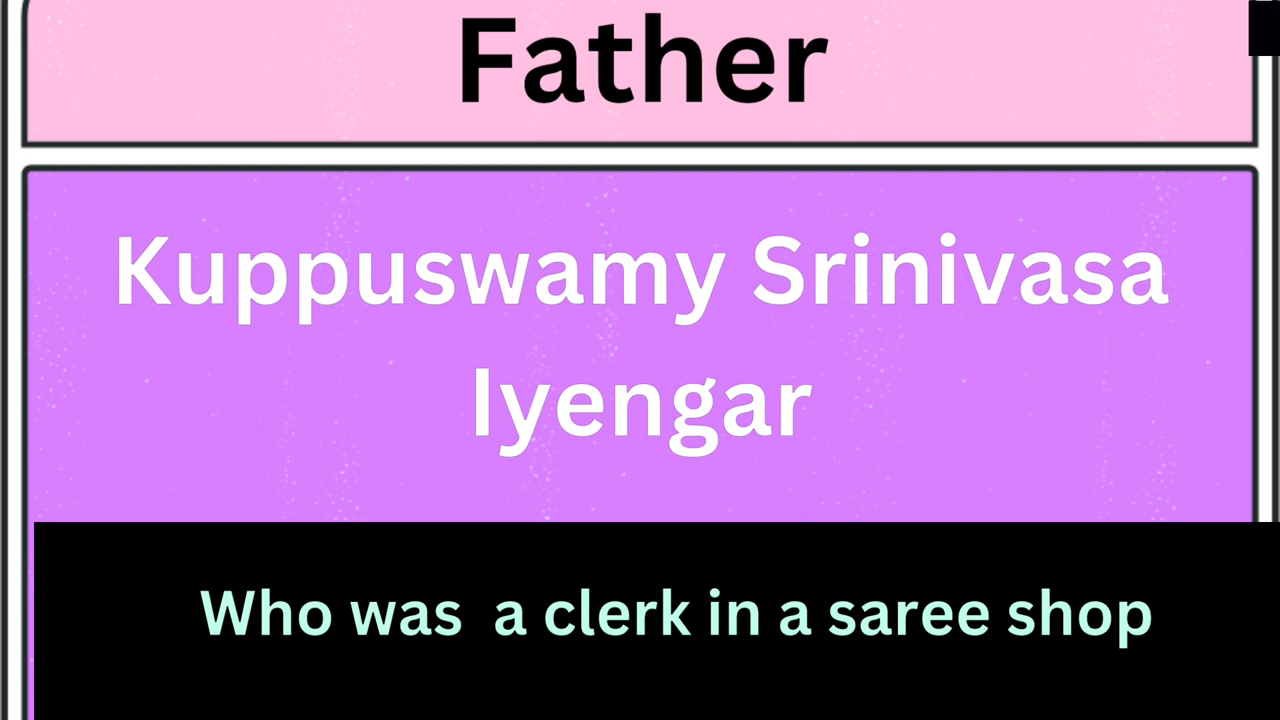 Father
Kuppuswamy Srinivasa
Iyengar
Who was a clerk in a saree shop